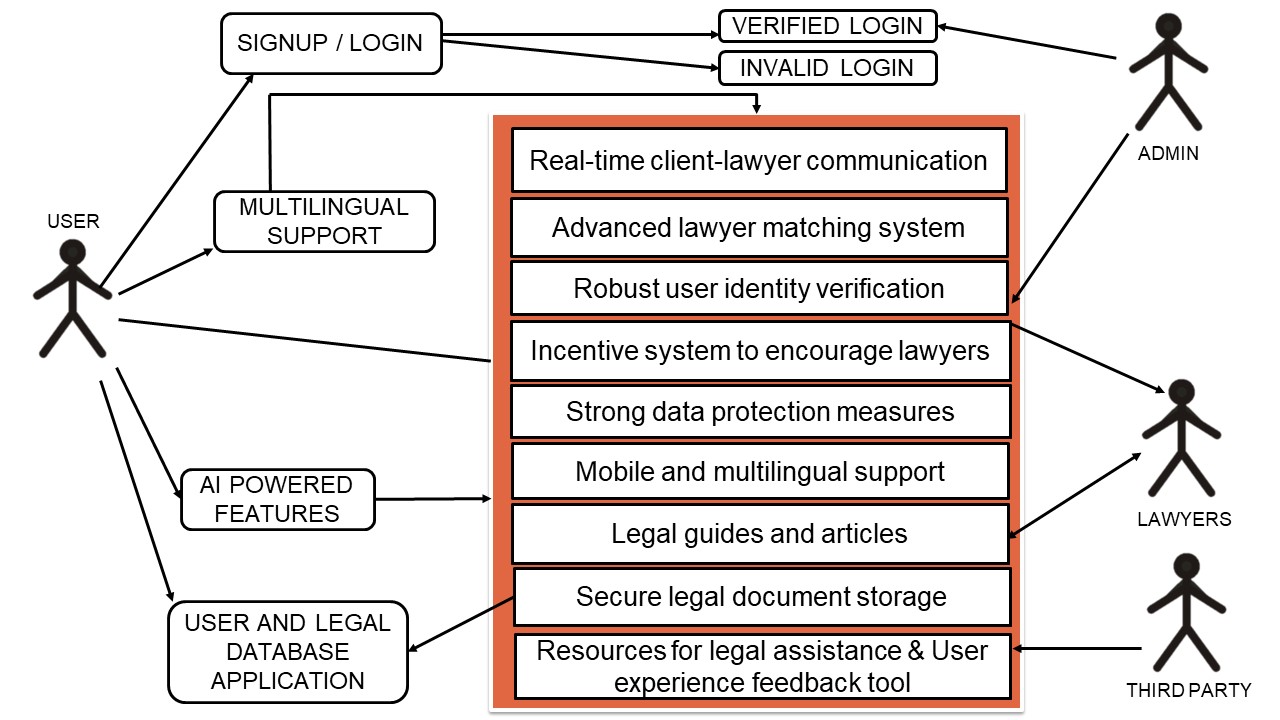 SIGNUP / LOGIN
VERIFIED LOGIN
INVALID LOGIN
ADMIN
USER
MULTILINGUAL
SUPPORT
Real-time client-lawyer communication
Advanced lawyer matching system
Robust user identity verification
Incentive system to encourage lawyers
Strong data protection measures
Mobile and multilingual support
Legal guides and articles
Secure legal document storage
Resources for legal assistance & User
experience feedback tool
AI POWERED
FEATURES
USER AND LEGAL
DATABASE
APPLICATION
LAWYERS
THIRD PARTY